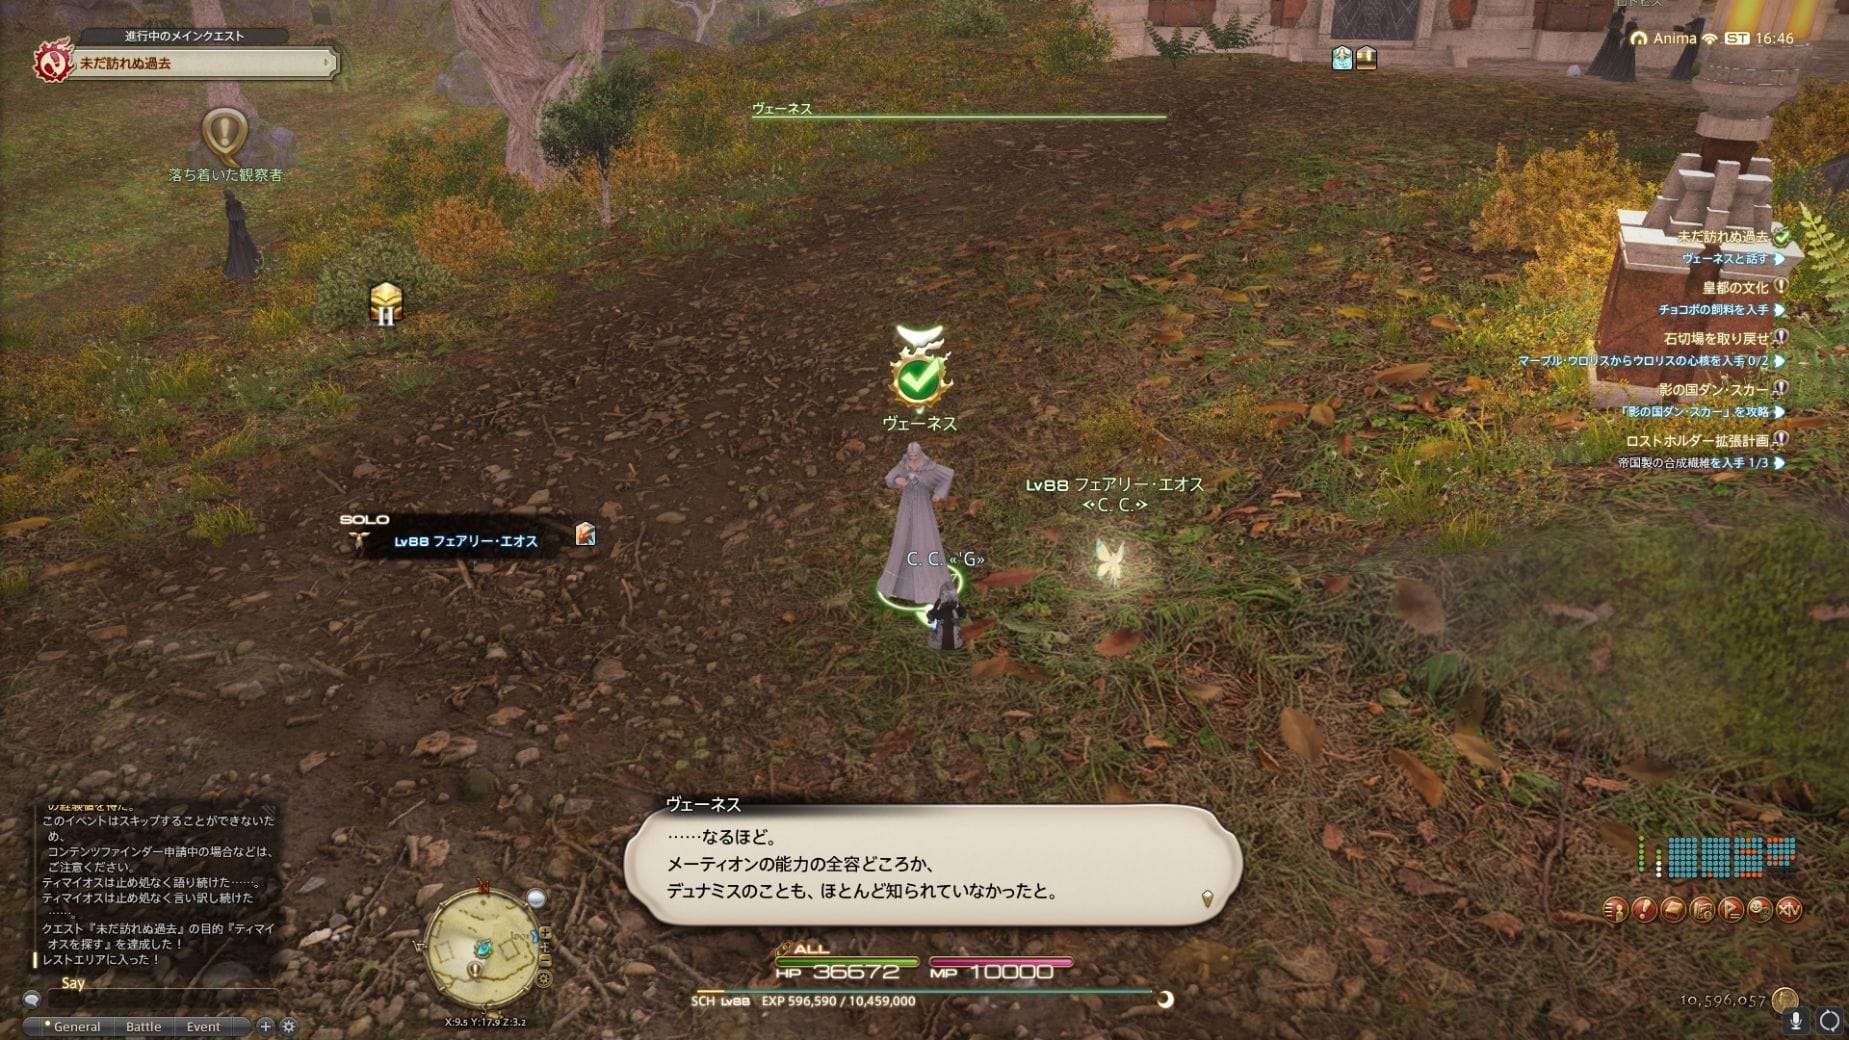 進行中のメインクエスト
未だ訪れぬ過去
Anima
ST 16:46
ヴェーネス
落ち着いた観察者
未だ訪れぬ過去
ヴェーネスと話す
皇都の文化
チョコボの飼料を入手
石切場を取り戻せ
マーブル・ウロリスからウロリスの心核を入手 0/2
影の国ダン・スカー
「影の国ダン・スカー」を攻略
ロストホルダー拡張計画
帝国製の合成繊維を入手 1/3
II
ヴェーネス
Lv88 フェアリー・エオス
«C. C.»
SOLO
Lv88 フェアリー・エオス
C. C. «'G»
ヴェーネス
……なるほど。
メーティオンの能力の全容どころか、
デュナミスのことも、ほとんど知られていなかったと。
の経験値を得た。
このイベントはスキップすることができないた
め、
コンテンツファインダー申請中の場合などは、
ご注意ください。
ティマイオスは止め処なく語り続けた……。
ティマイオスは止め処なく言い訳し続けた
……。
クエスト『未だ訪れぬ過去』の目的『ティマイ
オスを探す』を達成した！
レストエリアに入った！
Say
General Battle Event
X:9.5 Y:17.9 Z:3.2
ALL
HP 36672 MP 10000
SCH Lv88 EXP 596,590 / 10,459,000
10,596,057
XIV